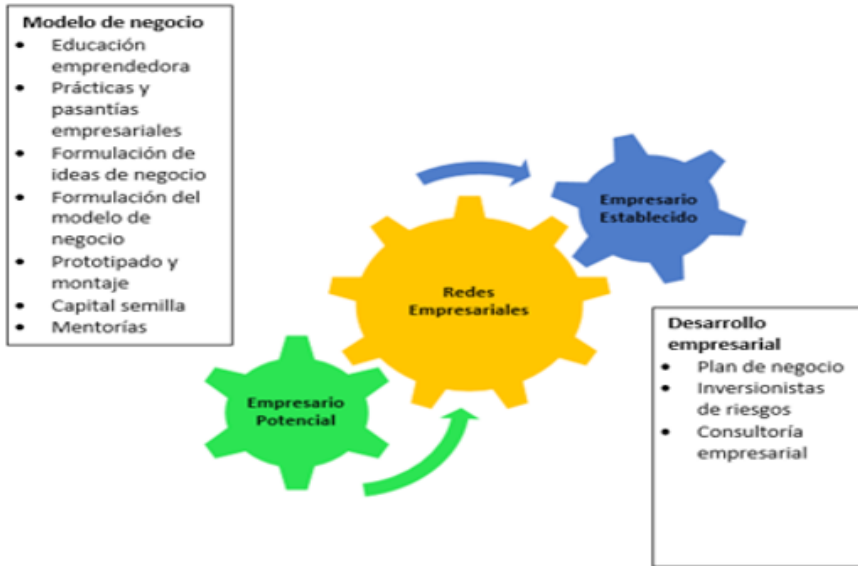 Modelo de negocio
• Educación
emprendedora
• Prácticas y
pasantías
empresariales
• Formulación de
ideas de negocio
• Formulación del
modelo de
negocio
• Prototipado y
montaje
• Capital semilla
• Mentorías
Empresario
Establecido
Redes
Empresariales
Empresario
Potencial
Desarrollo
empresarial
• Plan de negocio
• Inversionistas
de riesgos
• Consultoría
empresarial